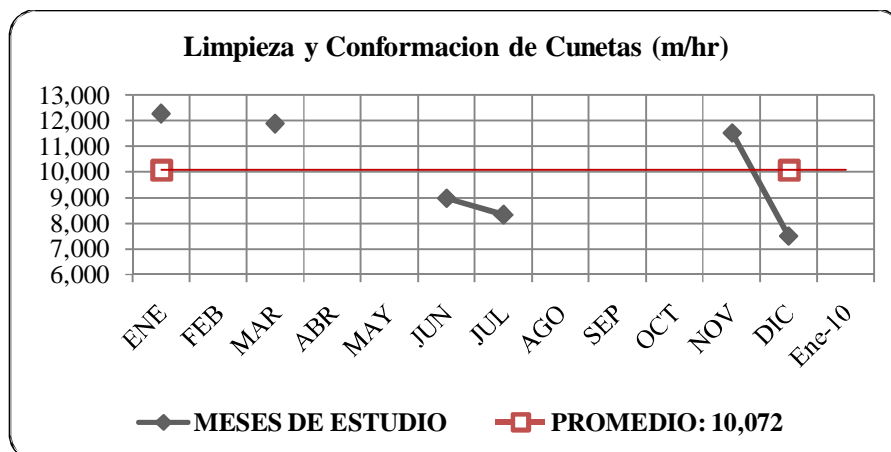 Limpieza y Conformacion de Cunetas (m/hr)
13,000
12,000
11,000
10,000
9,000
8,000
7,000
6,000
ENE FEB MAR ABR MAY JUN JUL AGO SEP OCT NOV DIC Ene-10
MESES DE ESTUDIO PROMEDIO: 10,072